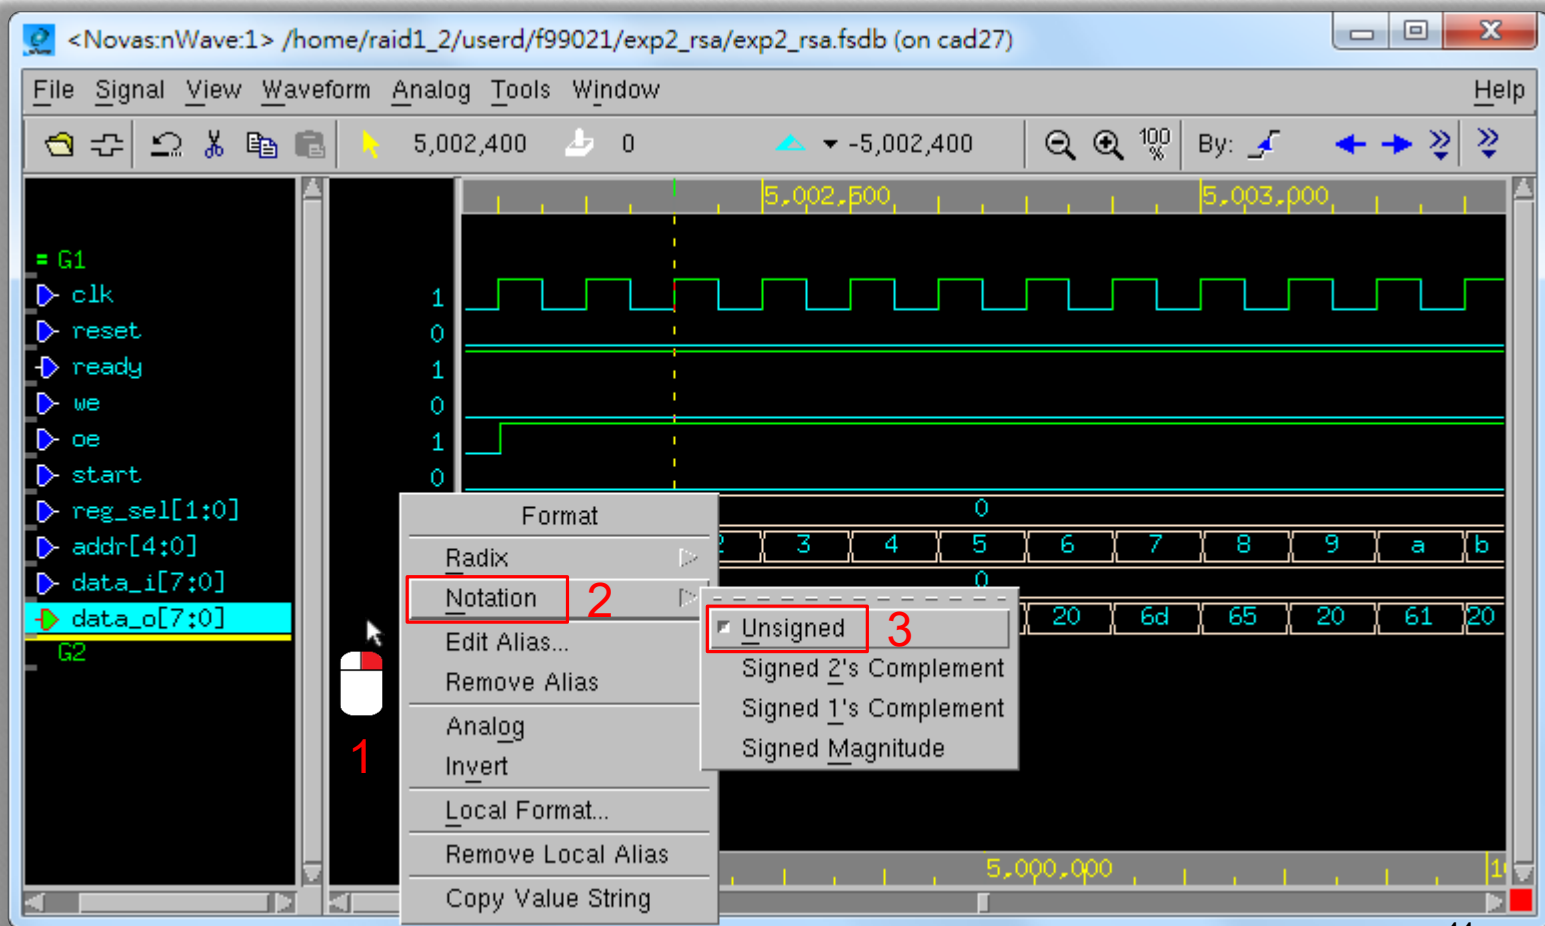 <Novas:nWave:1> /home/raid1_2/userd/f99021/exp2_rsa/exp2_rsa.fsdb (on cad27)
File Signal View Waveform Analog Tools Window Help
5,002,400 0 -5,002,400 100 % By:
5,002,500 5,003,000
= G1
clk 1
reset 0
ready 1
we 0
oe 1
start 0
reg_sel[1:0] 0
addr[4:0] 3 4 5 6 7 8 9 a b
data_i[7:0] 0
data_o[7:0] 20 6d 65 20 61 20
G2
Format
Radix
Notation 2
Edit Alias...
Remove Alias
Analog
Invert
Local Format...
Remove Local Alias
Copy Value String
Unsigned 3
Signed 2's Complement
Signed 1's Complement
Signed Magnitude
1
5,000,000